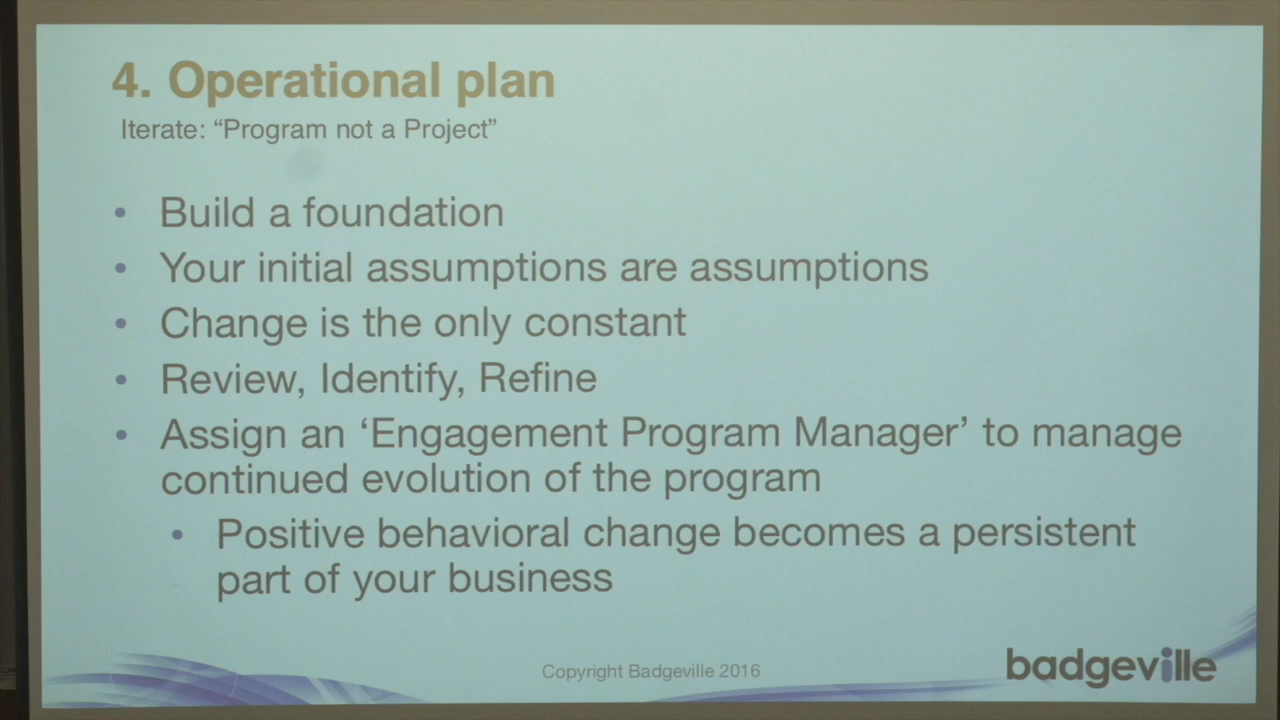 4. Operational plan
Iterate: “Program not a Project”
• Build a foundation
• Your initial assumptions are assumptions
• Change is the only constant
• Review, Identify, Refine
• Assign an ‘Engagement Program Manager’ to manage
continued evolution of the program
• Positive behavioral change becomes a persistent
part of your business
Copyright Badgeville 2016
badgeville